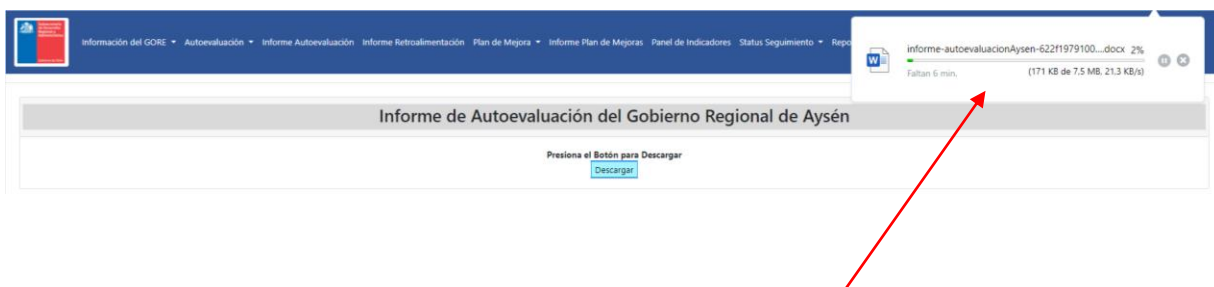 Información del GORE Autoevaluación Informe Autoevaluación Informe Retroalimentación Plan de Mejora Informe Plan de Mejoras Panel de Indicadores Status Seguimiento Repo
informe-autoevaluacionAysen-622f1979100....docx 2%
Faltan 6 min. (171 KB de 7,5 MB, 21,3 KB/s)
Informe de Autoevaluación del Gobierno Regional de Aysén
Presiona el Botón para Descargar
Descargar